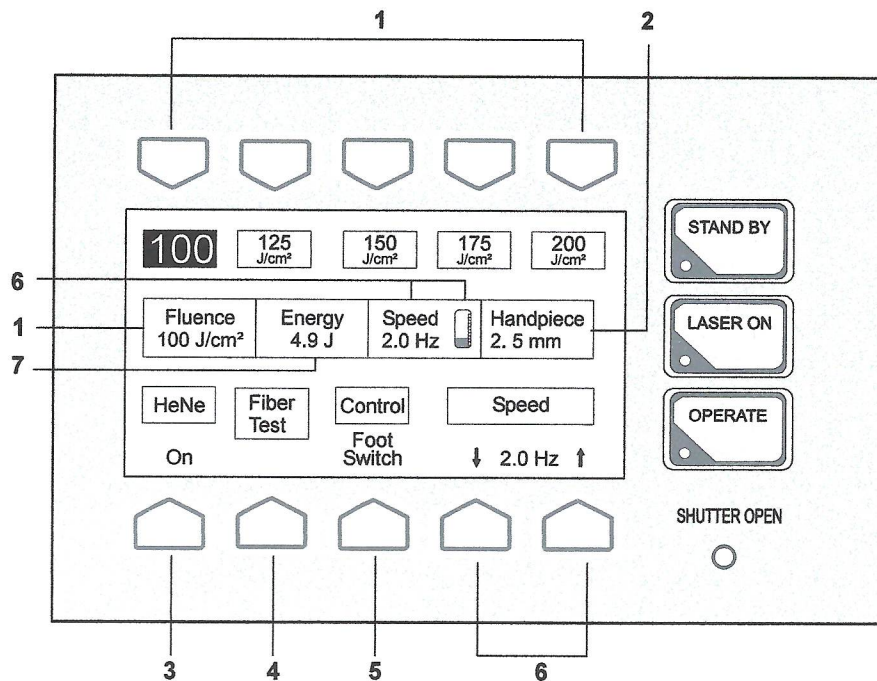 1
2
STAND BY
100
125
J/cm²
150
J/cm²
175
J/cm²
200
J/cm²
6
1
Fluence
100 J/cm²
Energy
4.9 J
Speed
2.0 Hz
Handpiece
2. 5 mm
LASER ON
7
HeNe
On
Fiber
Test
Control
Foot
Switch
Speed
↓ 2.0 Hz ↑
OPERATE
SHUTTER OPEN
3
4
5
6